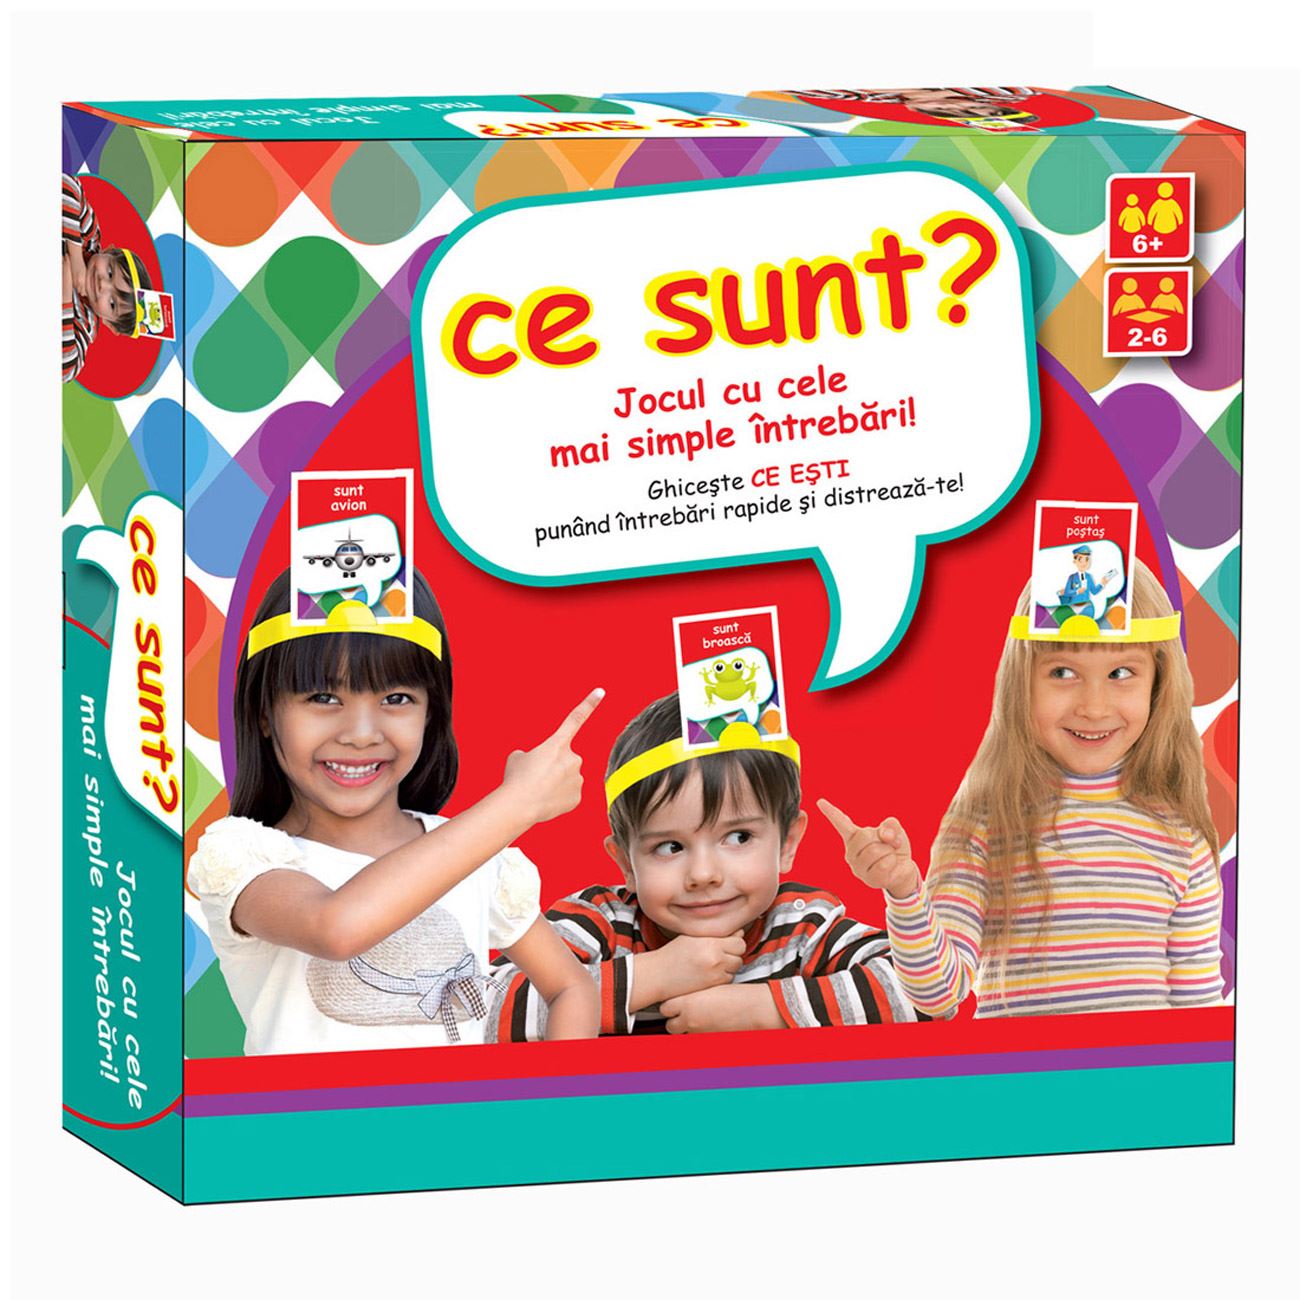 Jocul cu cele
mai simple întrebări!
ce sunt?
ce sunt?
Jocul cu cele
mai simple întrebări!
Ghicește CE EȘTI
punând întrebări rapide și distrează-te!
6+
2-6
sunt
avion
sunt
broască
sunt
poștaș
ce sunt?
Jocul cu cele
mai simple întrebări!